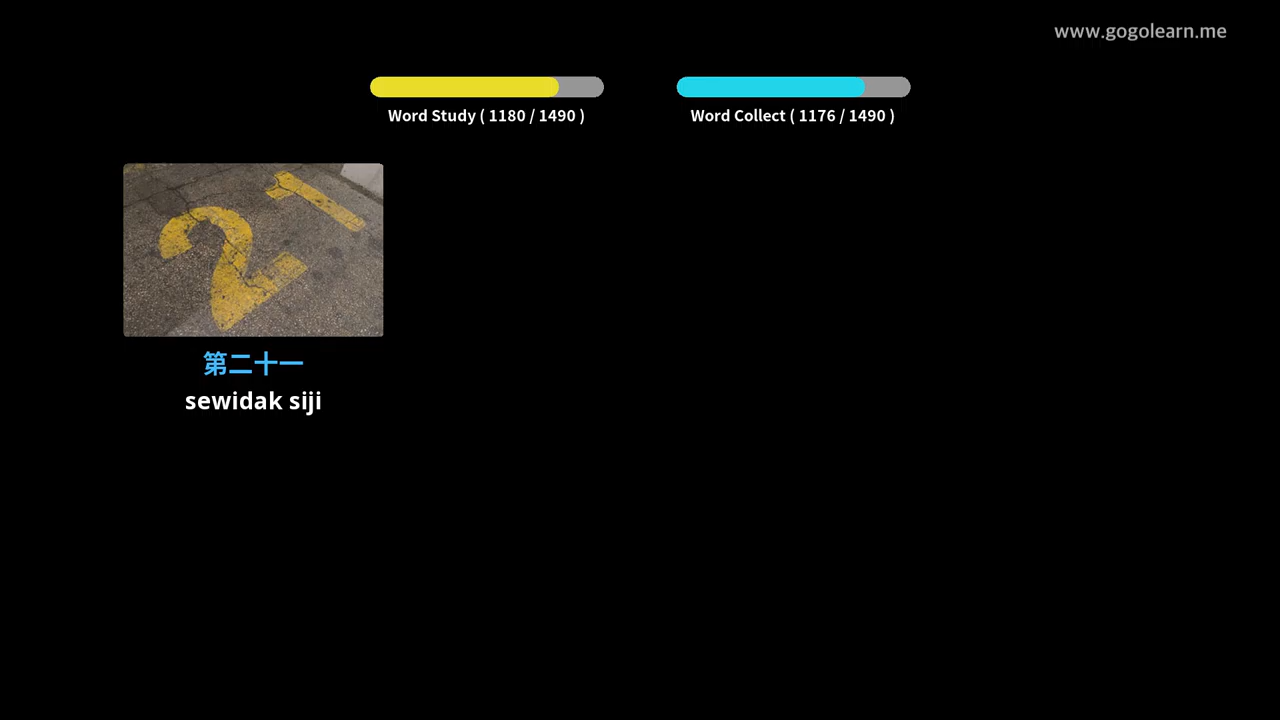 www.gogolearn.me
Word Study ( 1180 / 1490 )
Word Collect ( 1176 / 1490 )
21
第二十一
sewidak siji